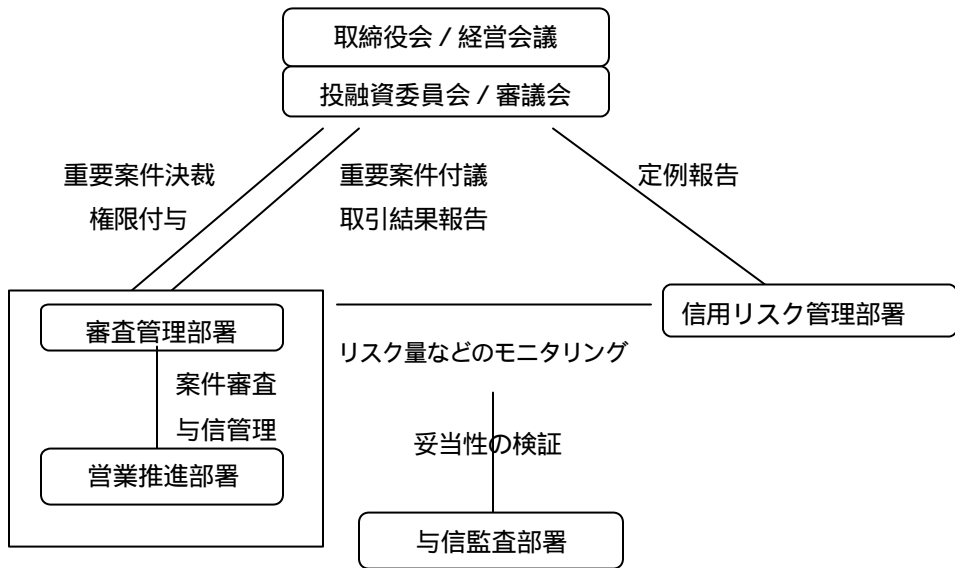 取締役会 / 経営会議
投融資委員会 / 審議会
重要案件決裁
権限付与
重要案件付議
取引結果報告
定例報告
審査管理部署
案件審査
与信管理
営業推進部署
信用リスク管理部署
リスク量などのモニタリング
妥当性の検証
与信監査部署